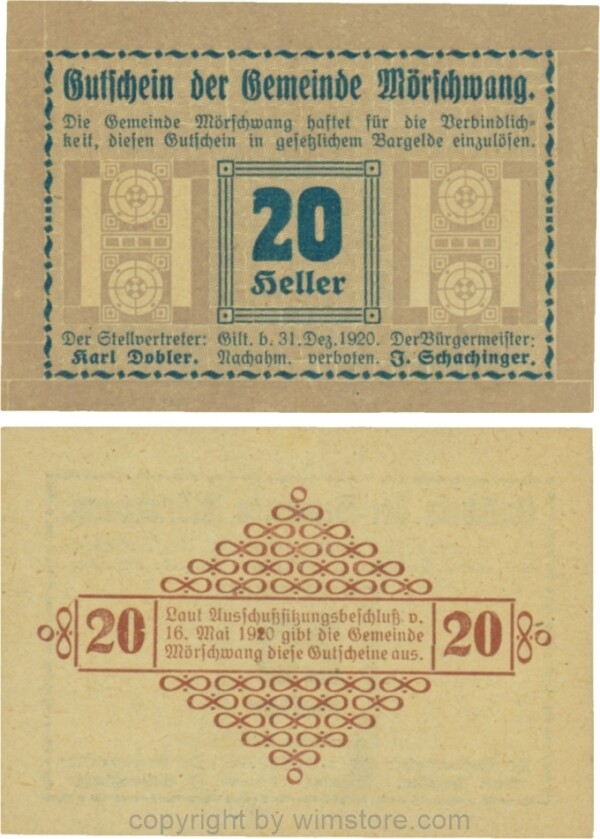 Gutschein der Gemeinde Mörschwang.
Die Gemeinde Mörschwang haftet für die Verbindlich-
keit, diesen Gutschein in gesetzlichem Bargelde einzulösen.
20
Heller
Der Stellvertreter: Gilt. b. 31. Dez. 1920. Der Bürgermeister:
Karl Dobler. Nachahm. verboten. J. Schachinger.
20 Laut Ausschußsitzungsbeschluß v. 20
16. Mai 1920 gibt die Gemeinde
Mörschwang diese Gutscheine aus.
copyright by wimstore.com